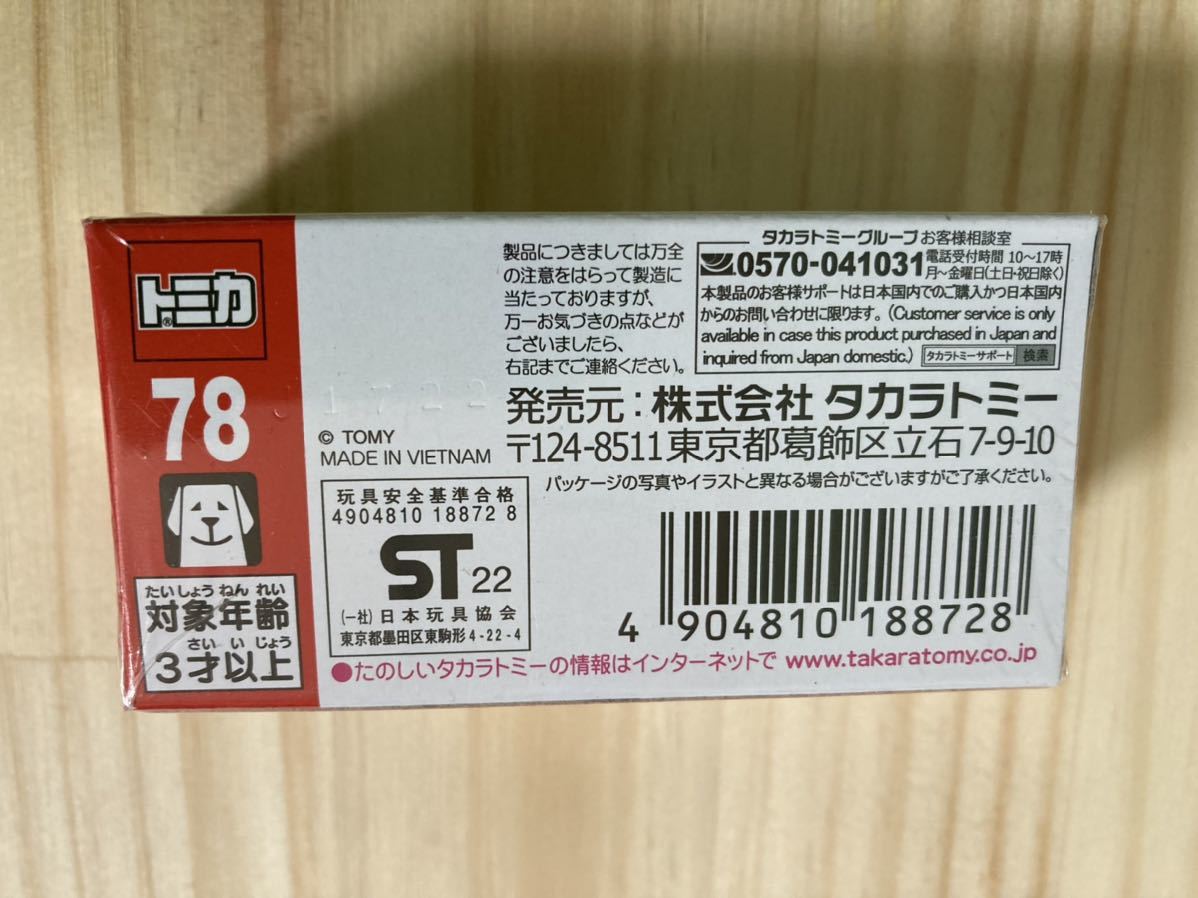 トミカ®
78
たいしょう ねん れい
対象年齢
さい い じょう
3才以上
製品につきましては万全
の注意をはらって製造に
当たっておりますが、
万一お気づきの点などが
ございましたら、
右記までご連絡ください。
タカラトミーグループ お客様相談室
0570-041031 電話受付時間 10〜17時
月〜金曜日(土日・祝日除く)
本製品のお客様サポートは日本国内でのご購入かつ日本国内
からのお問い合わせに限ります。(Customer service is only
available in case this product purchased in Japan and
inquired from Japan domestic.) タカラトミーサポート 検索
1722
© TOMY
MADE IN VIETNAM
発売元：株式会社 タカラトミー
〒124-8511 東京都葛飾区立石7-9-10
パッケージの写真やイラストと異なる場合がございますがご了承ください。
玩具安全基準合格
4904810 18872 8
ST 22
(一社)日本玩具協会
東京都墨田区東駒形4-22-4
4 904810 188728
●たのしいタカラトミーの情報はインターネットで www.takaratomy.co.jp